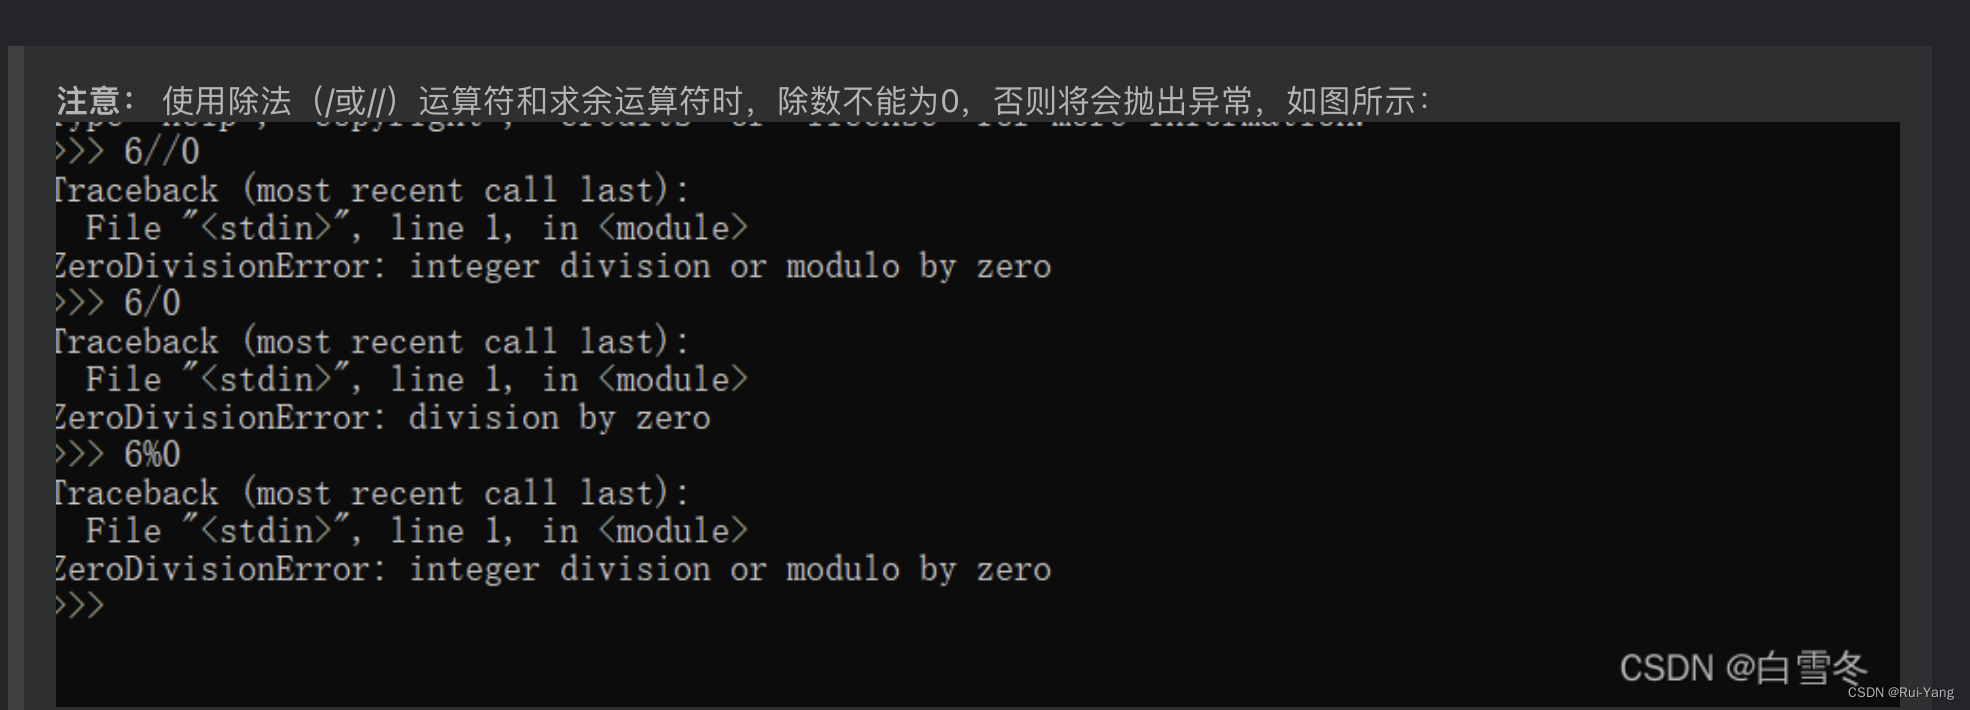 注意： 使用除法（/或//）运算符和求余运算符时，除数不能为0，否则将会抛出异常，如图所示：
>>> 6//0
Traceback (most recent call last):
  File "<stdin>", line 1, in <module>
ZeroDivisionError: integer division or modulo by zero
>>> 6/0
Traceback (most recent call last):
  File "<stdin>", line 1, in <module>
ZeroDivisionError: division by zero
>>> 6%0
Traceback (most recent call last):
  File "<stdin>", line 1, in <module>
ZeroDivisionError: integer division or modulo by zero
>>>
CSDN @白雪冬
CSDN @Rui-Yang